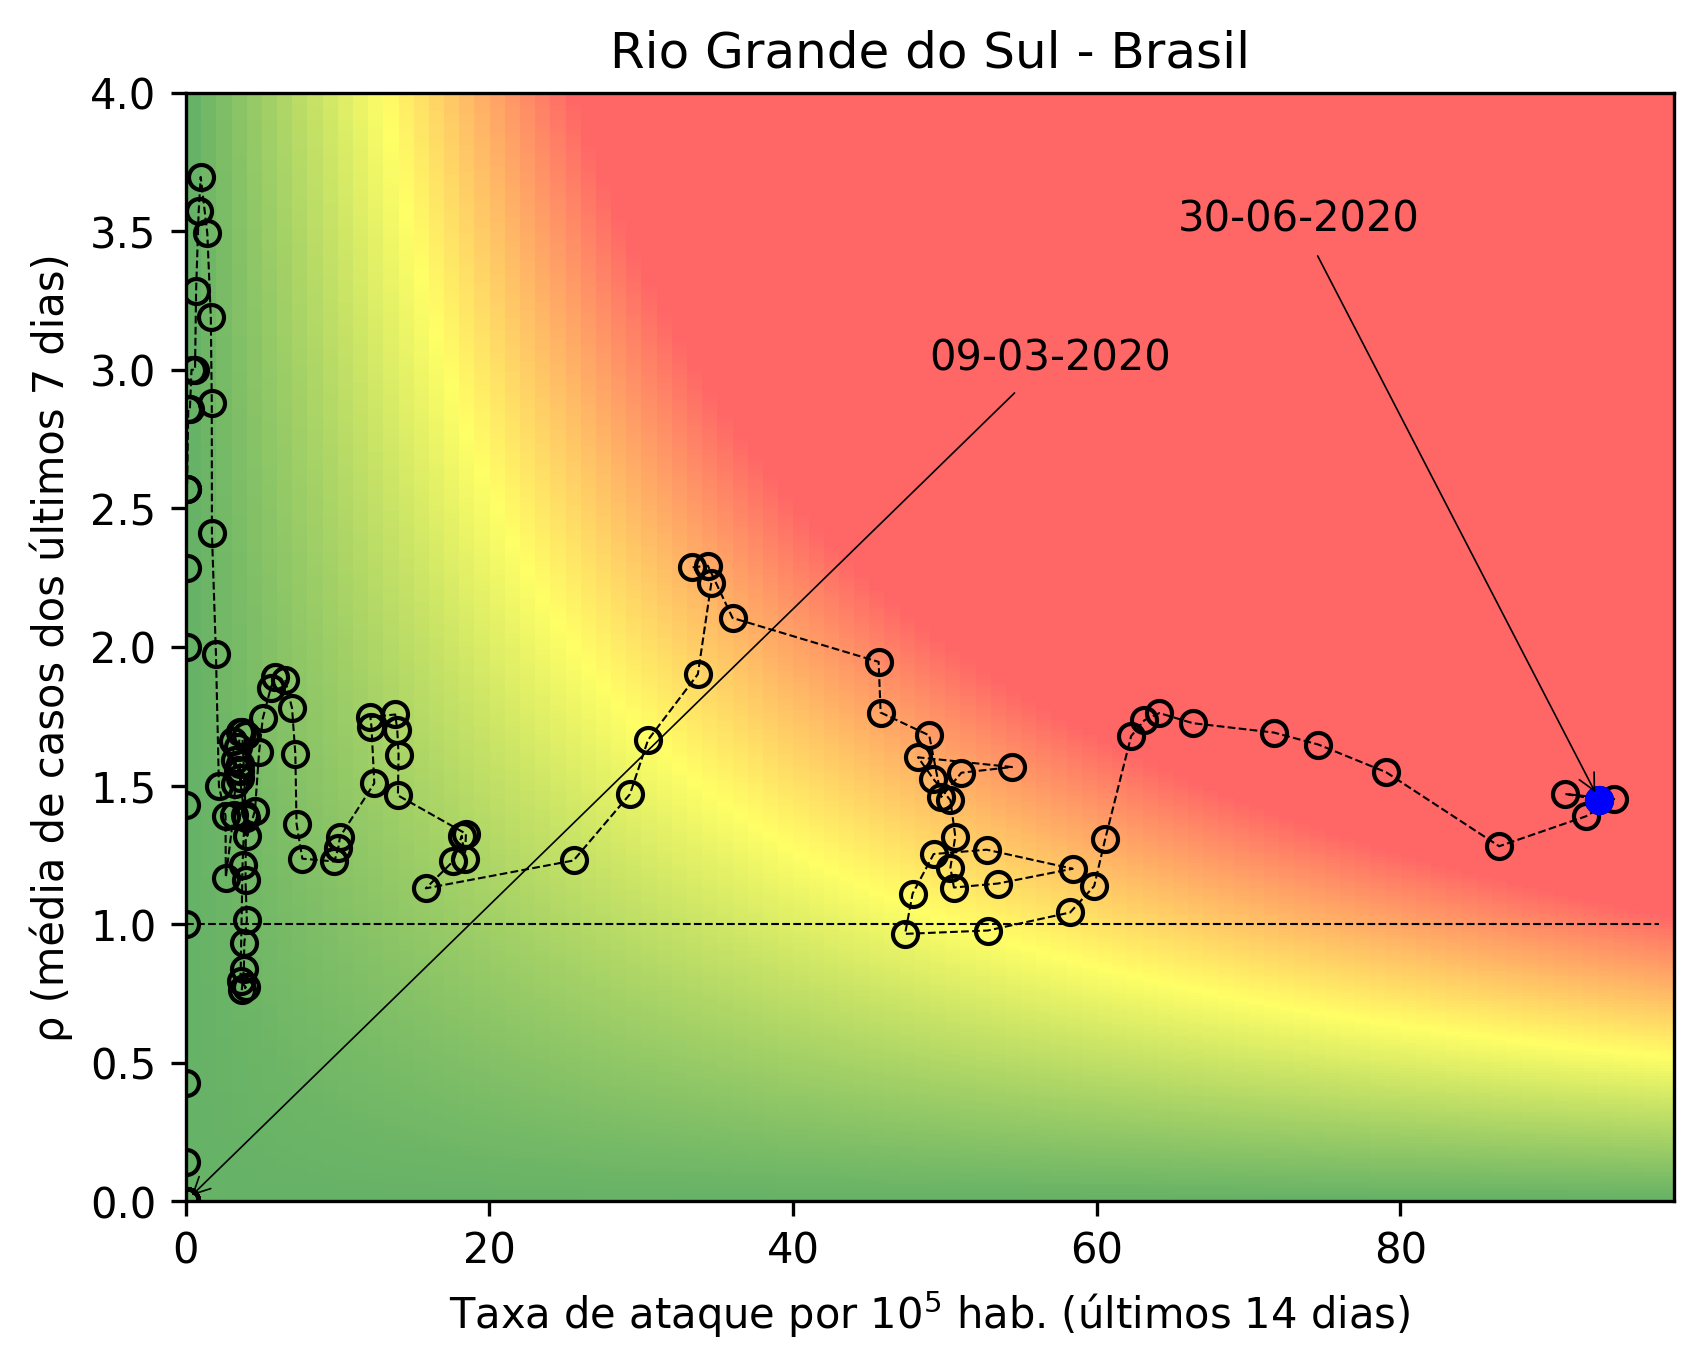 Rio Grande do Sul - Brasil
4.0
3.5
3.0
2.5
2.0
1.5
1.0
0.5
0.0
ρ (média de casos dos últimos 7 dias)
30-06-2020
09-03-2020
0 20 40 60 80
Taxa de ataque por 10⁵ hab. (últimos 14 dias)